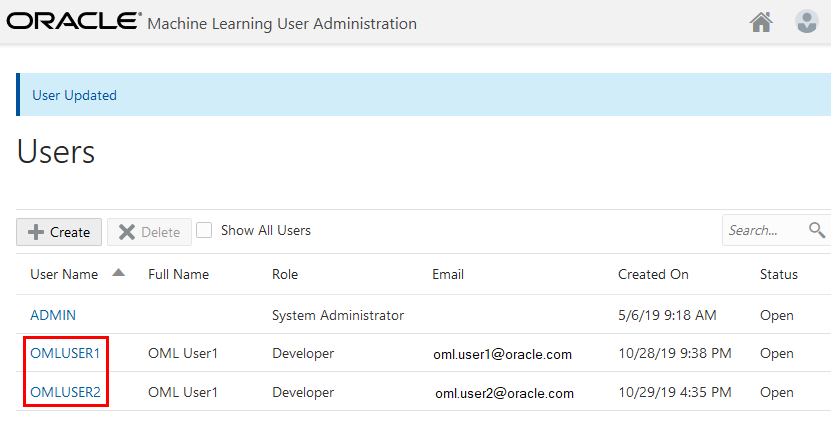 ORACLE® Machine Learning User Administration
User Updated
Users
Create Delete Show All Users Search...
User Name Full Name Role Email Created On Status
ADMIN System Administrator 5/6/19 9:18 AM Open
OMLUSER1 OML User1 Developer oml.user1@oracle.com 10/28/19 9:38 PM Open
OMLUSER2 OML User1 Developer oml.user2@oracle.com 10/29/19 4:35 PM Open